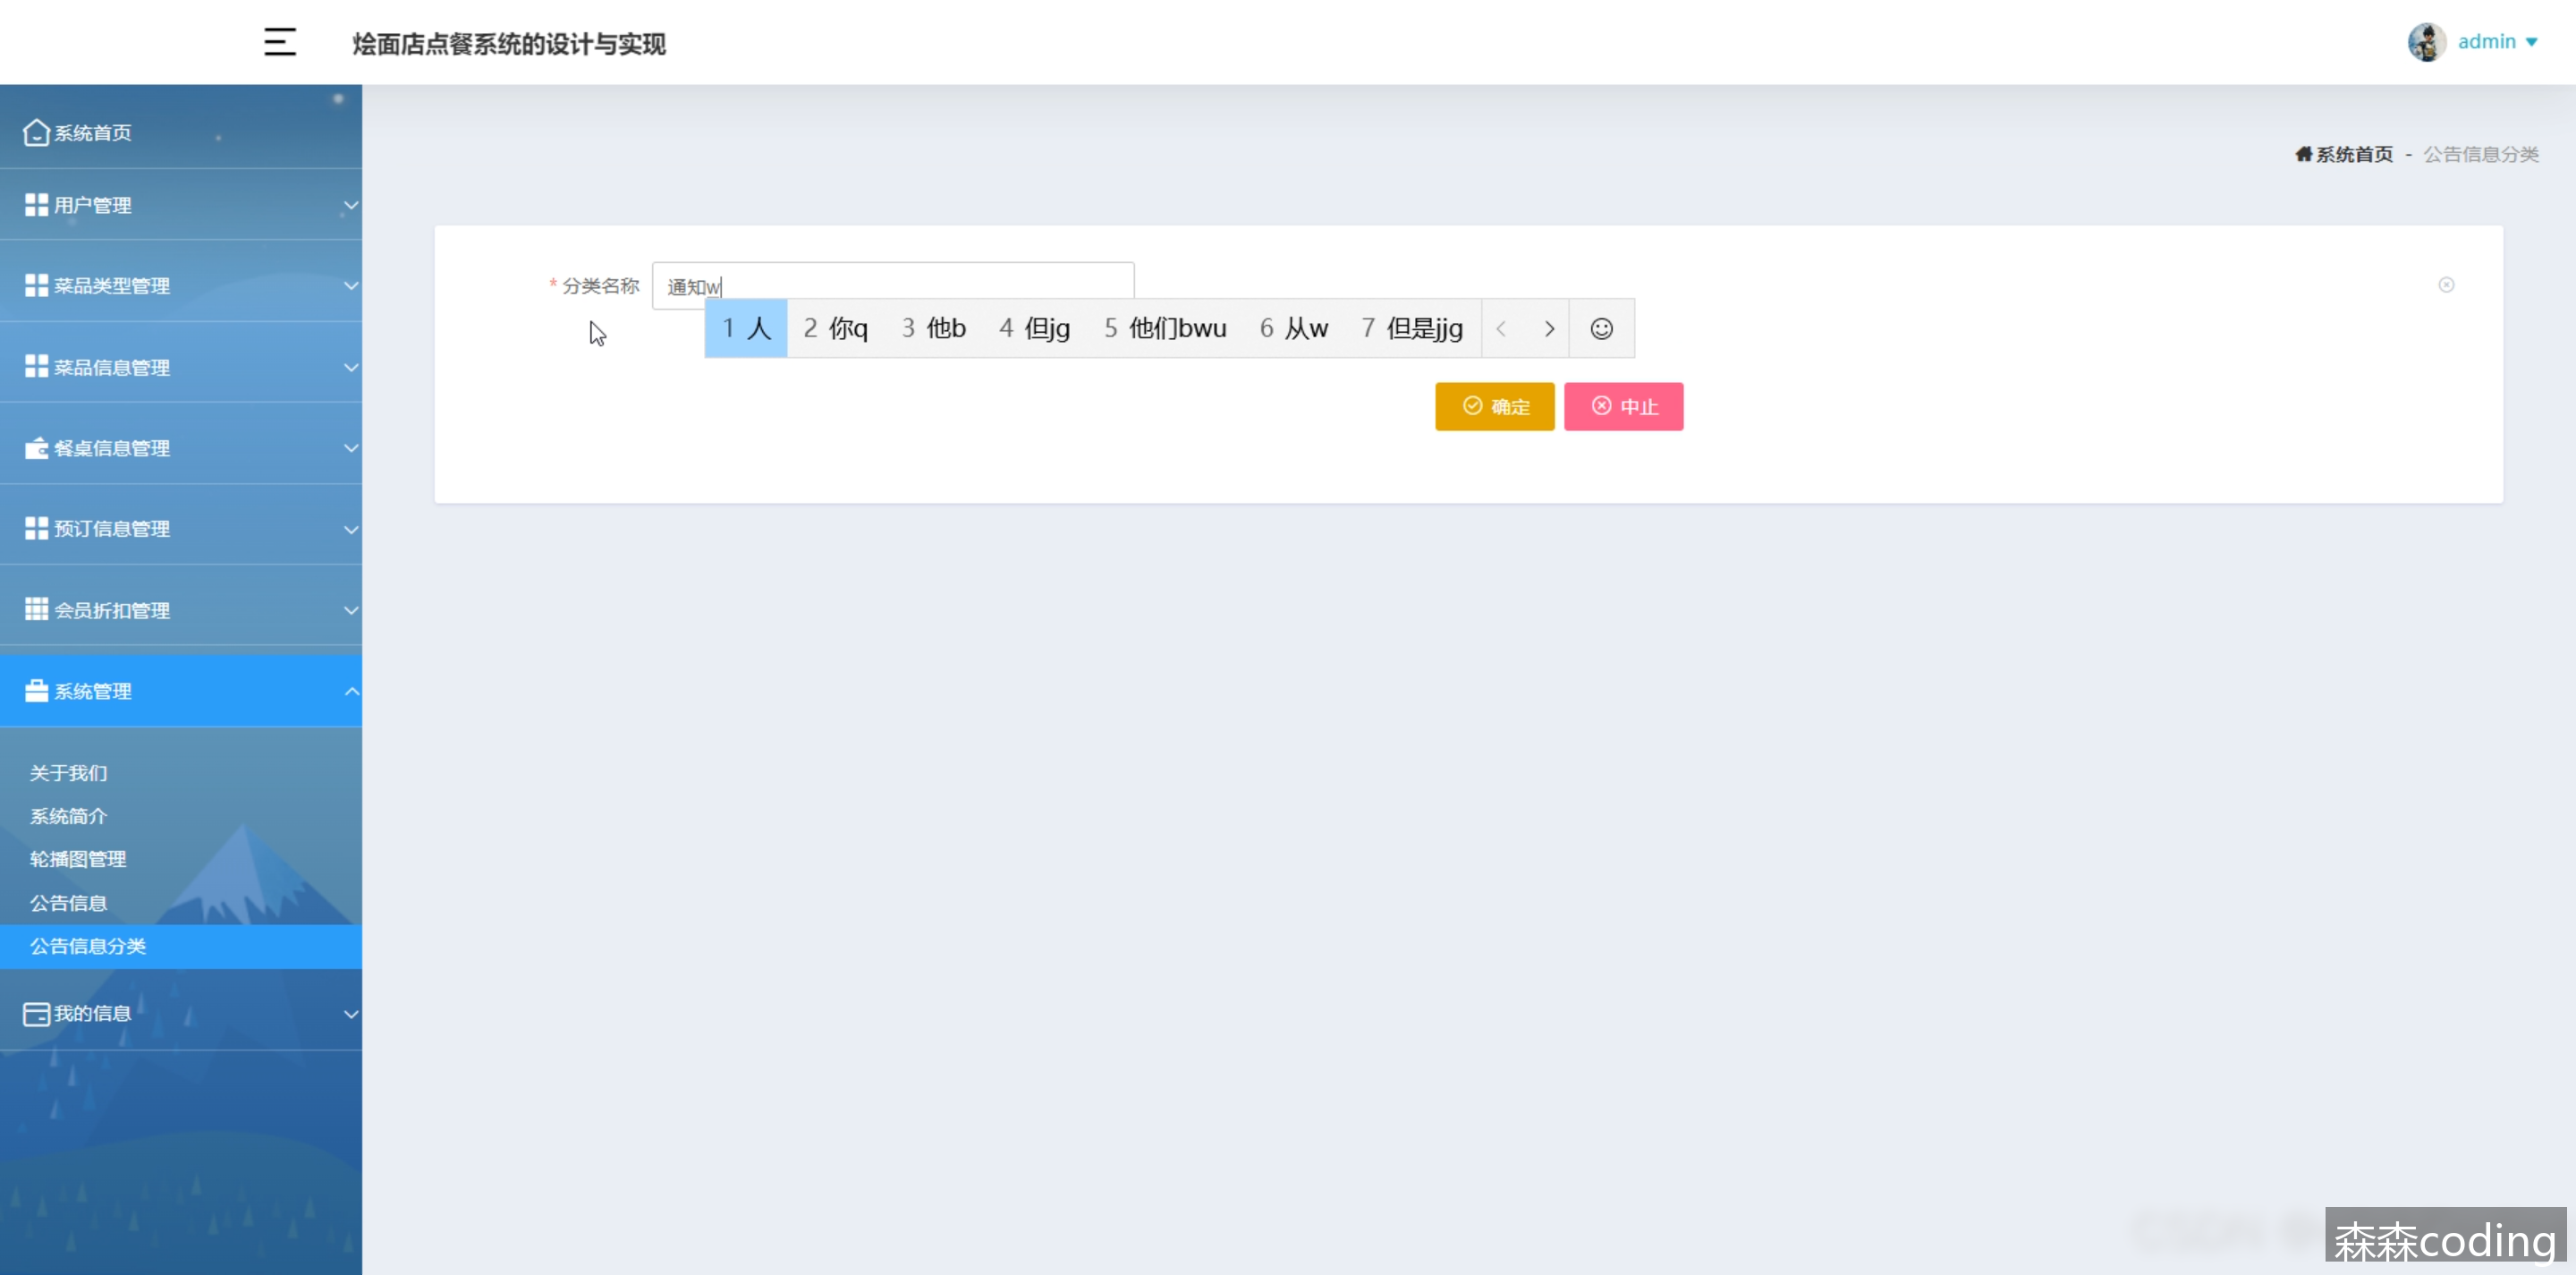 烩面店点餐系统的设计与实现
admin
系统首页
用户管理
菜品类型管理
菜品信息管理
餐桌信息管理
预订信息管理
会员折扣管理
系统管理
关于我们
系统简介
轮播图管理
公告信息
公告信息分类
我的信息
系统首页 - 公告信息分类
* 分类名称 通知w
1 人 2 你q 3 他b 4 但jg 5 他们bwu 6 从w 7 但是jjg
确定 中止
森森coding